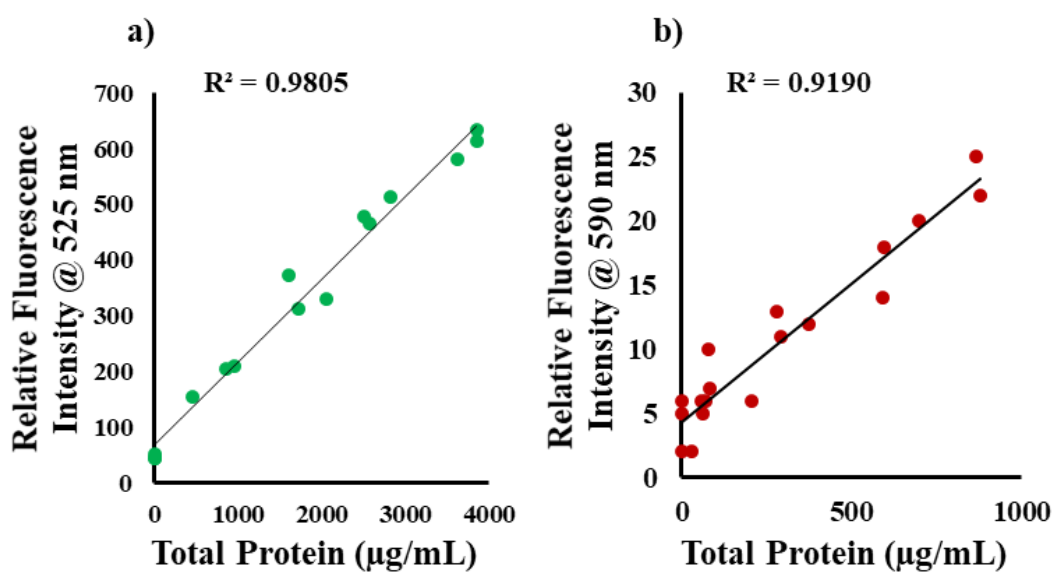 a)
R² = 0.9805
Relative Fluorescence
Intensity @ 525 nm
700
600
500
400
300
200
100
0
0 1000 2000 3000 4000
Total Protein (µg/mL)
b)
R² = 0.9190
Relative Fluorescence
Intensity @ 590 nm
30
25
20
15
10
5
0
0 500 1000
Total Protein (µg/mL)